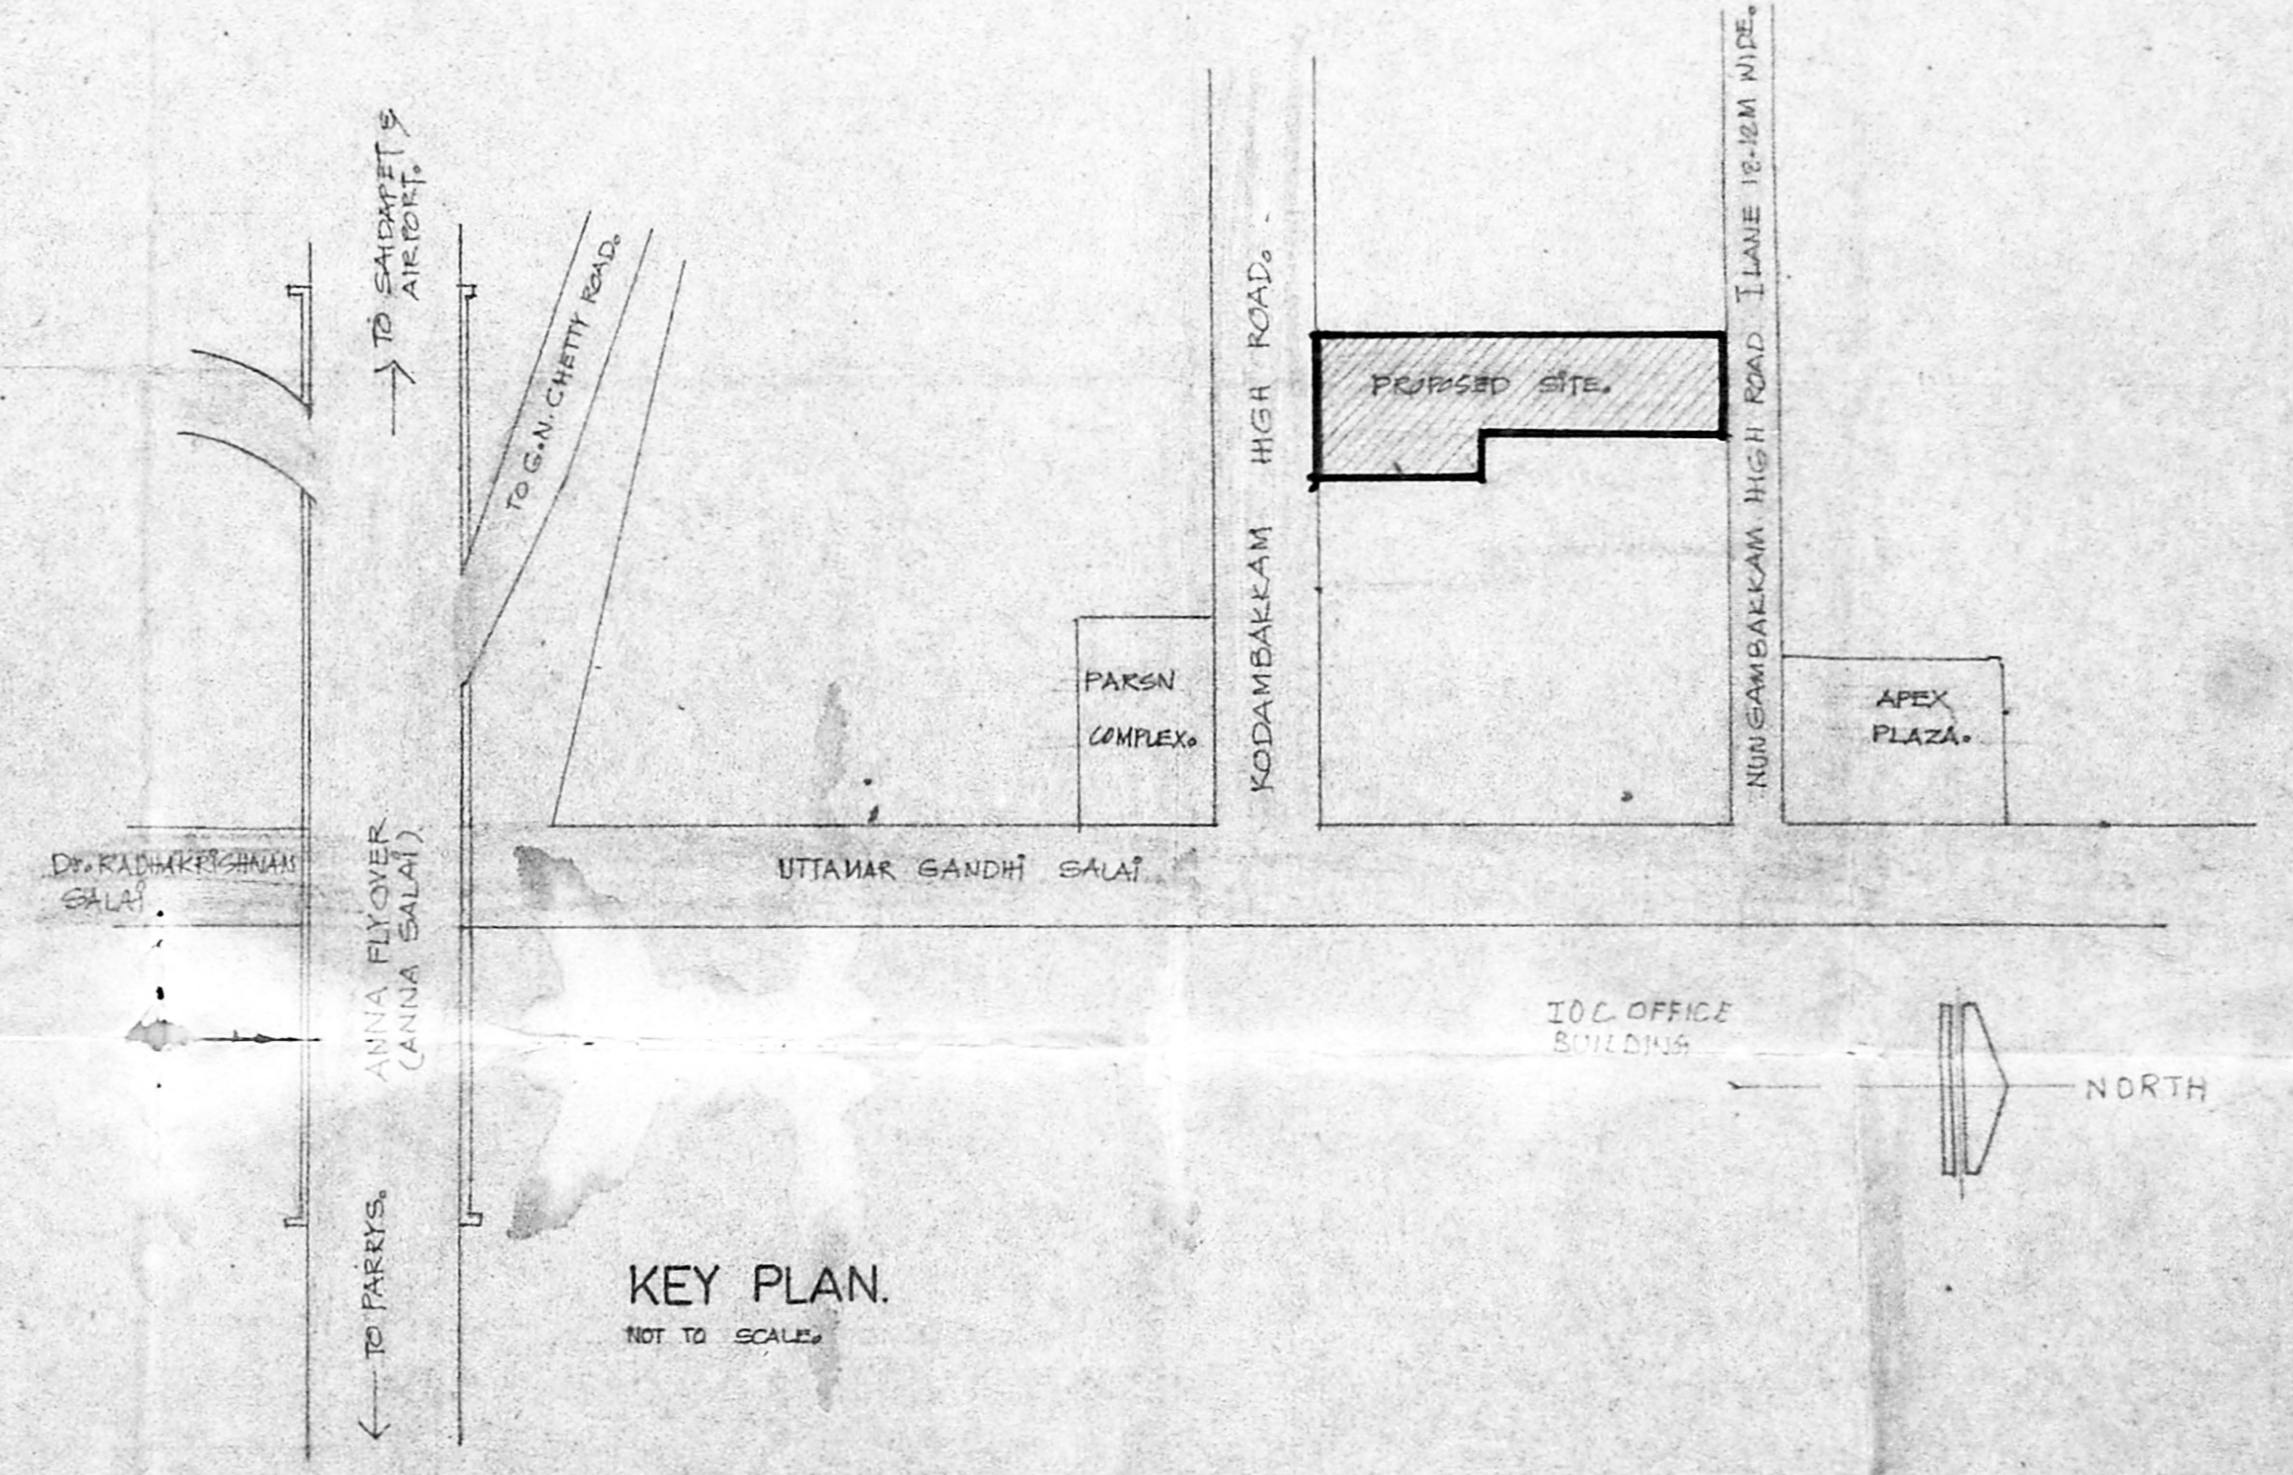 TO SAIDAPET &
AIRPORT.
TO G.N. CHETTY ROAD.
KODAMBAKKAM HIGH ROAD.
NUNGAMBAKKAM HIGH ROAD I LANE 12.12M WIDE.
PROPOSED SITE.
PARSN
COMPLEX.
APEX
PLAZA.
Dr. RADHAKRISHNAN
SALAI
ANNA FLYOVER
(ANNA SALAI)
UTTAMAR GANDHI SALAI
IOC OFFICE
BUILDING
NORTH
TO PARRYS.
KEY PLAN.
NOT TO SCALE.